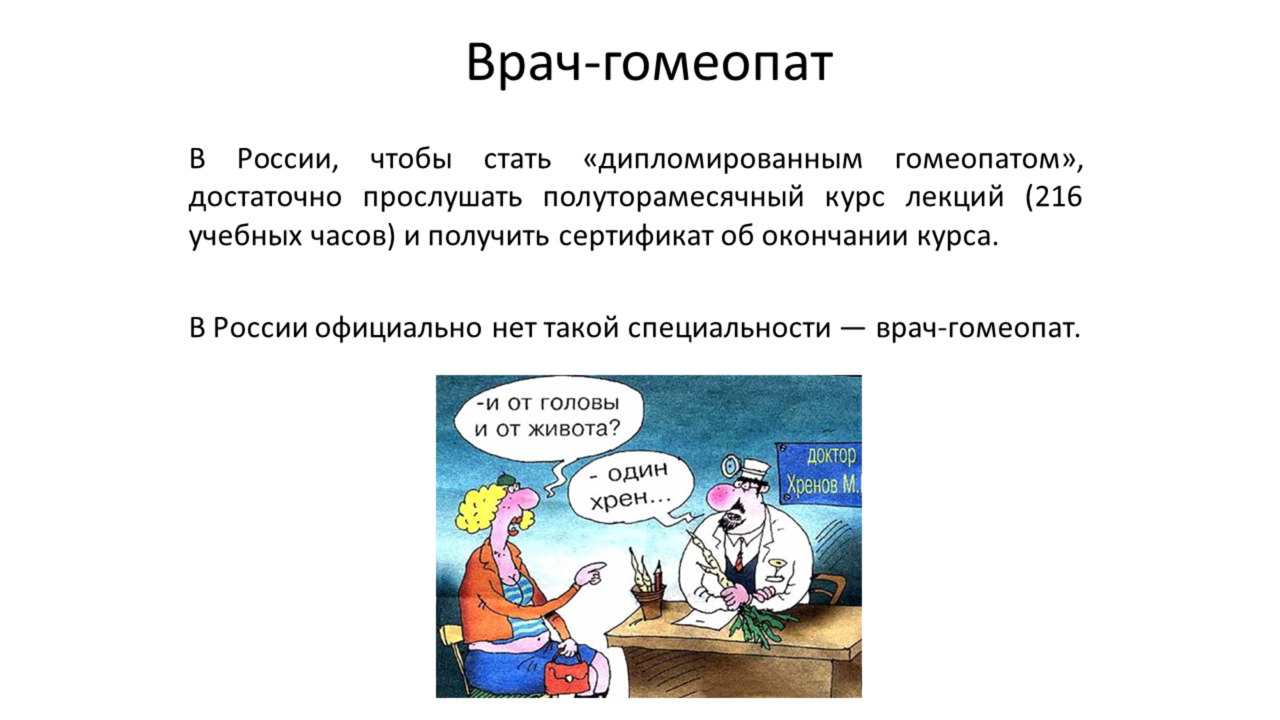 Врач-гомеопат
В России, чтобы стать «дипломированным гомеопатом»,
достаточно прослушать полуторамесячный курс лекций (216
учебных часов) и получить сертификат об окончании курса.
В России официально нет такой специальности — врач-гомеопат.
-и от головы
и от живота?
- один
хрен...
доктор
Хренов М.